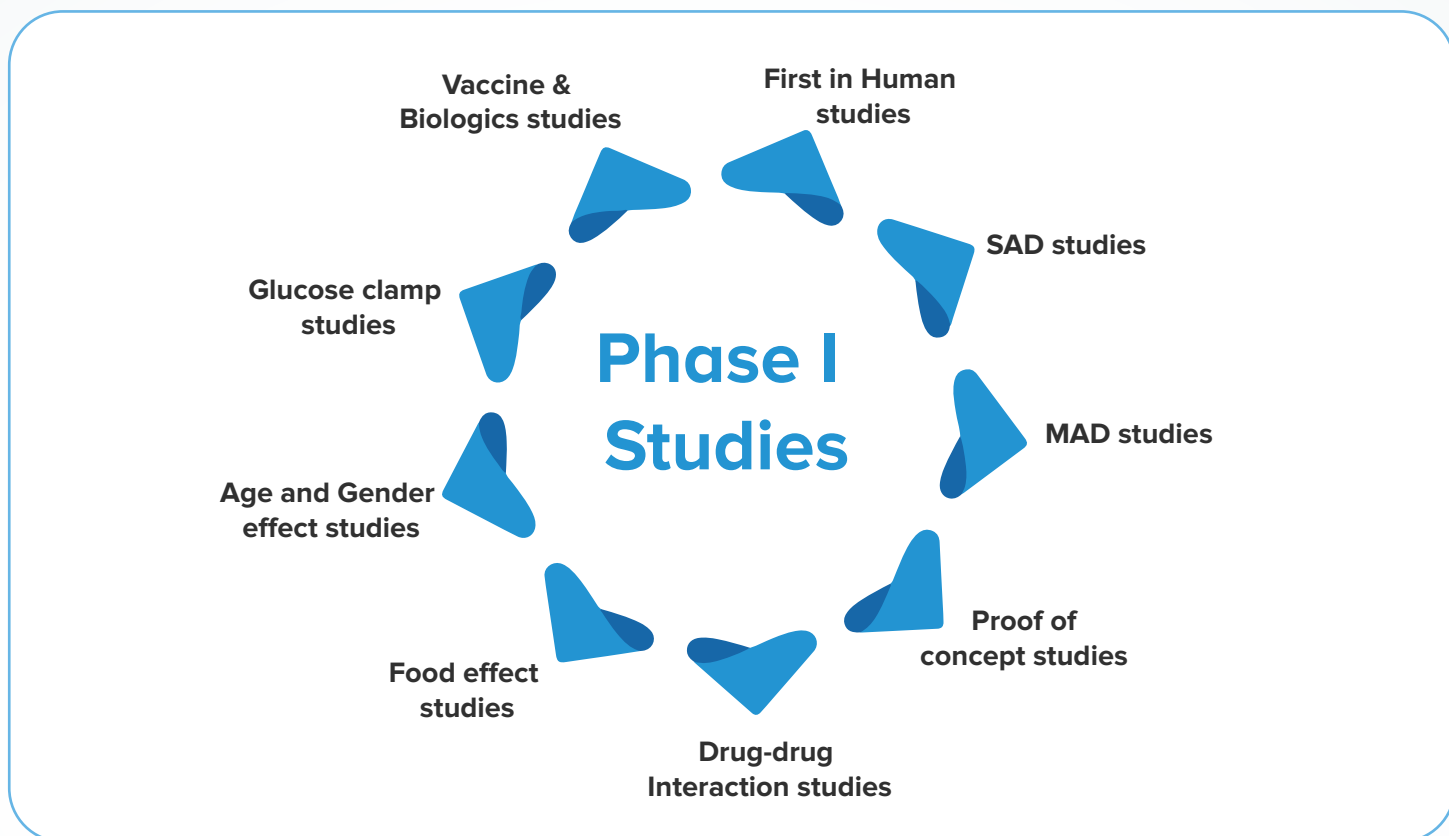 Phase I
Studies
First in Human
studies
SAD studies
MAD studies
Proof of
concept studies
Drug-drug
Interaction studies
Food effect
studies
Age and Gender
effect studies
Glucose clamp
studies
Vaccine &
Biologics studies